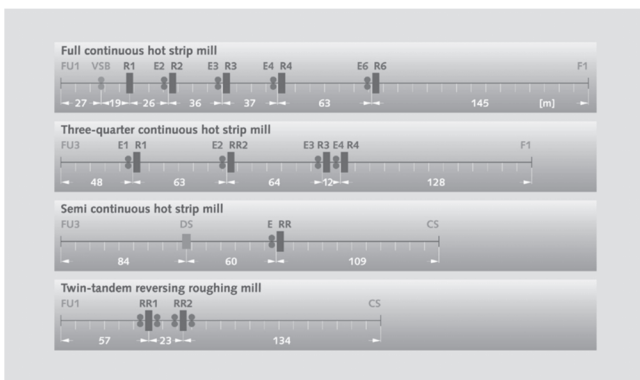 Full continuous hot strip mill
FU1 VSB R1 E2 R2 E3 R3 E4 R4 E6 R6 F1
27 19 26 36 37 63 145 [m]
Three-quarter continuous hot strip mill
FU3 E1 R1 E2 RR2 E3 R3 E4 R4 F1
48 63 64 12 128
Semi continuous hot strip mill
FU3 DS E RR CS
84 60 109
Twin-tandem reversing roughing mill
FU1 RR1 RR2 CS
57 23 134